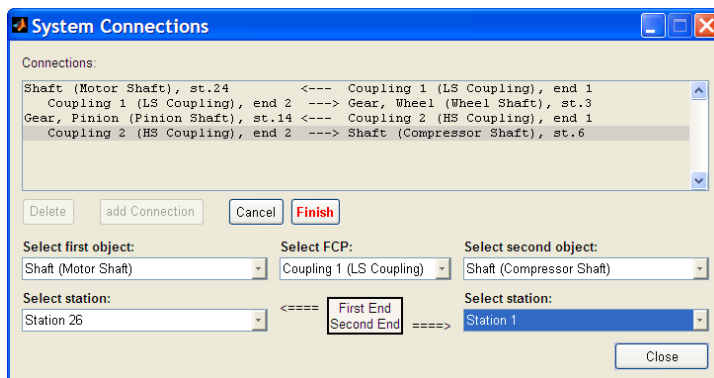 System Connections
Connections:
Shaft (Motor Shaft), st.24 <--- Coupling 1 (LS Coupling), end 1
Coupling 1 (LS Coupling), end 2 ---> Gear, Wheel (Wheel Shaft), st.3
Gear, Pinion (Pinion Shaft), st.14 <--- Coupling 2 (HS Coupling), end 1
Coupling 2 (HS Coupling), end 2 ---> Shaft (Compressor Shaft), st.6
Delete add Connection Cancel Finish
Select first object: Select FCP: Select second object:
Shaft (Motor Shaft) Coupling 1 (LS Coupling) Shaft (Compressor Shaft)
Select station: Select station:
<==== First End
Station 26 Second End ====> Station 1
Close